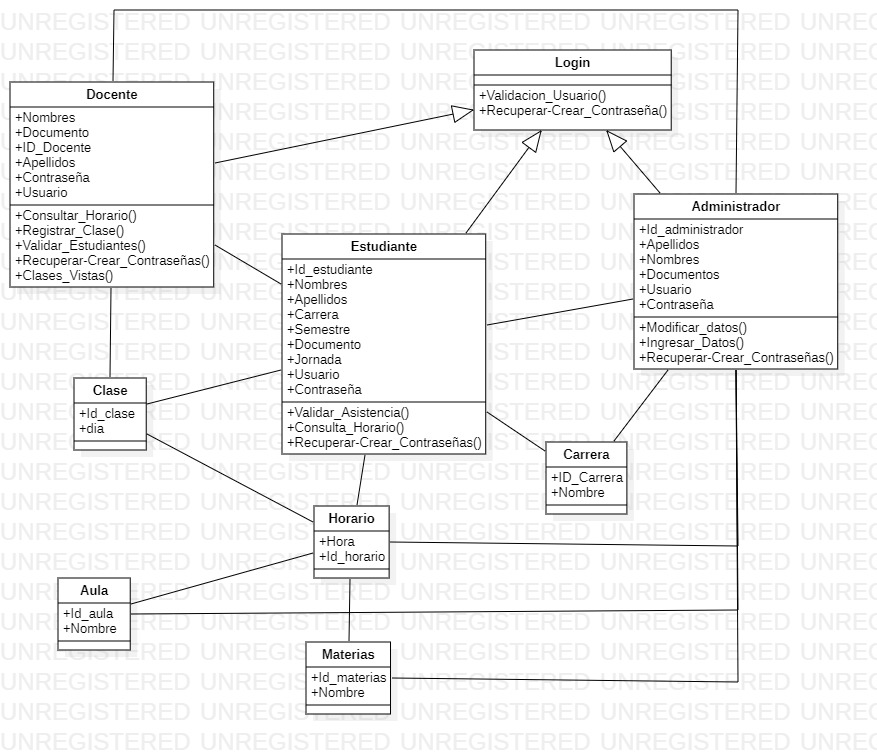 UNREGISTERED UNREGISTERED UNREGISTERED UNREGISTERED UNREGISTERED
Login
+Validacion_Usuario()
+Recuperar-Crear_Contraseña()
Docente
+Nombres
+Documento
+ID_Docente
+Apellidos
+Contraseña
+Usuario
+Consultar_Horario()
+Registrar_Clase()
+Validar_Estudiantes()
+Recuperar-Crear_Contraseñas()
+Clases_Vistas()
Administrador
+Id_administrador
+Apellidos
+Nombres
+Documentos
+Usuario
+Contraseña
+Modificar_datos()
+Ingresar_Datos()
+Recuperar-Crear_Contraseñas()
Estudiante
+Id_estudiante
+Nombres
+Apellidos
+Carrera
+Semestre
+Documento
+Jornada
+Usuario
+Contraseña
+Validar_Asistencia()
+Consulta_Horario()
+Recuperar-Crear_Contraseñas()
Clase
+Id_clase
+dia
Carrera
+ID_Carrera
+Nombre
Horario
+Hora
+Id_horario
Aula
+Id_aula
+Nombre
Materias
+Id_materias
+Nombre